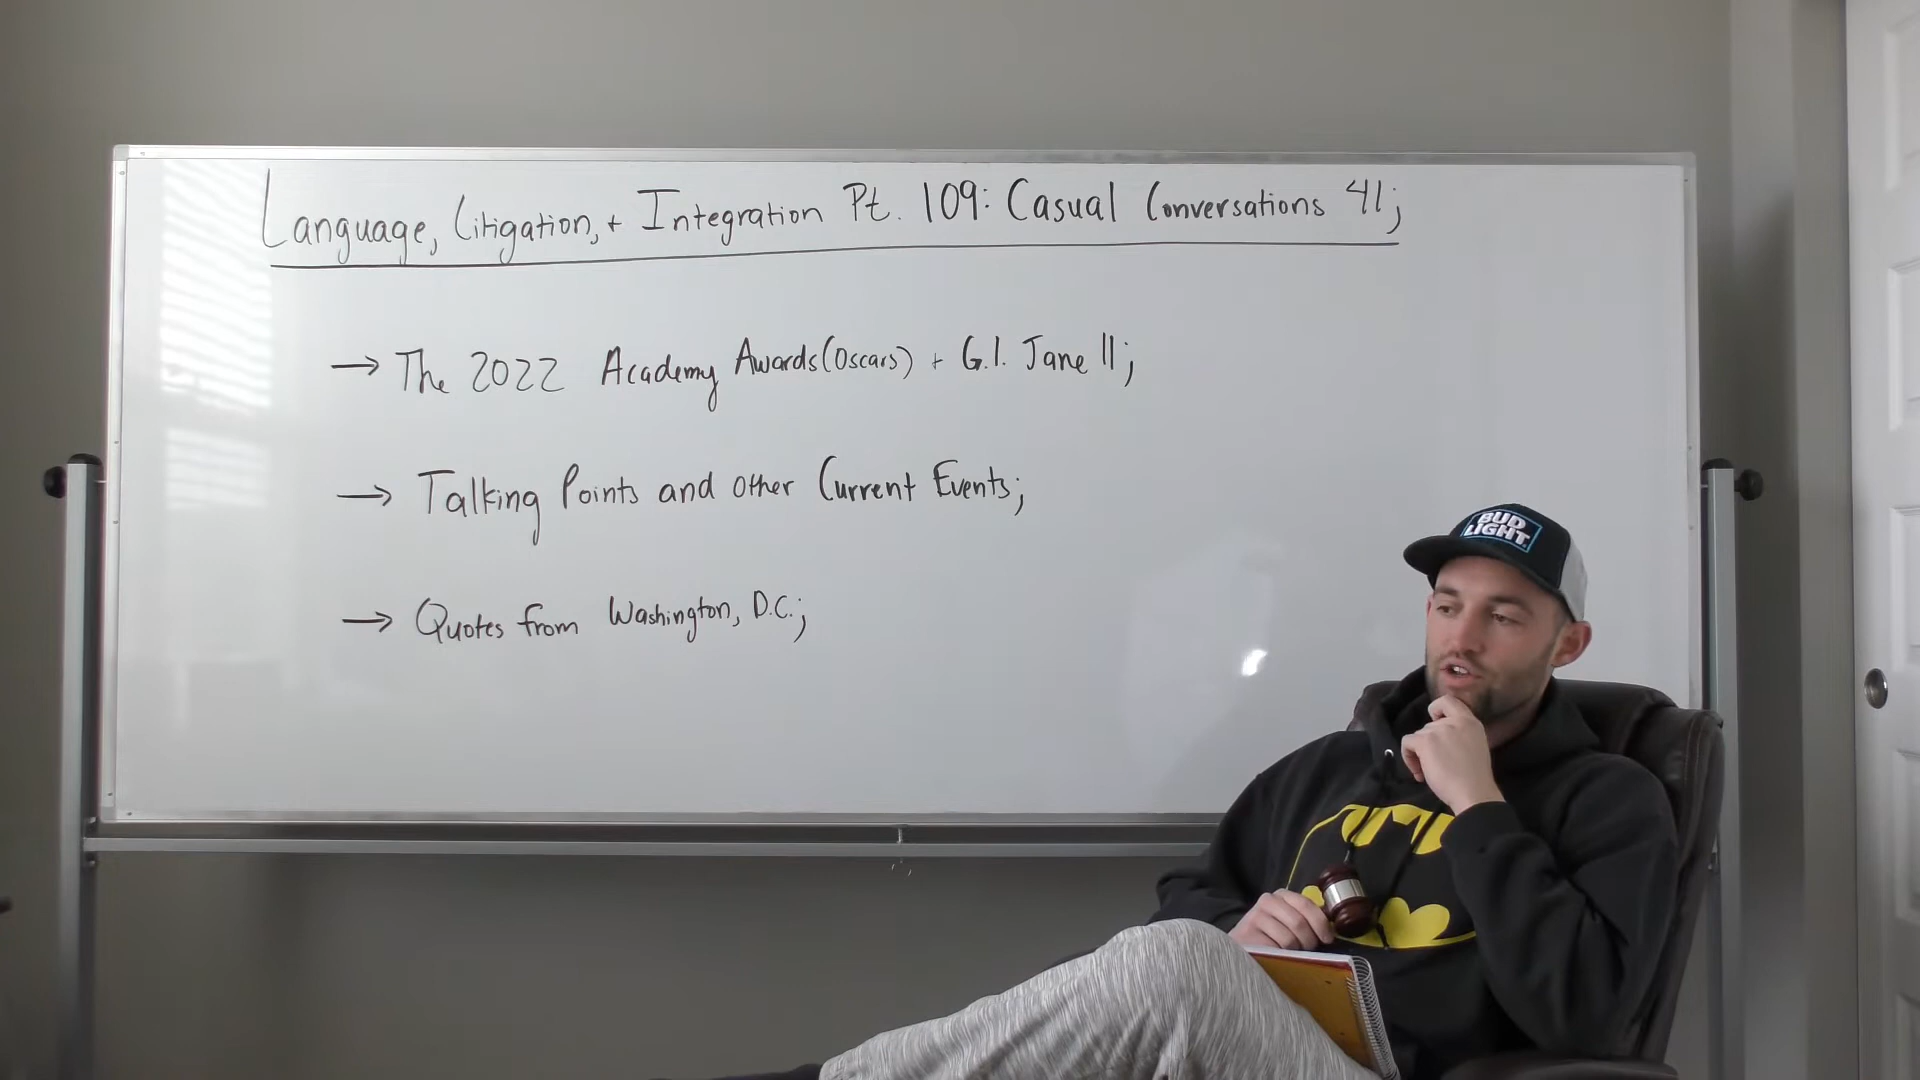 Language, Litigation, + Integration Pt. 109: Casual Conversations 41;
→ The 2022 Academy Awards (Oscars) + G.I. Jane II;
→ Talking Points and other Current Events;
→ Quotes from Washington, D.C.;
BUD
LIGHT